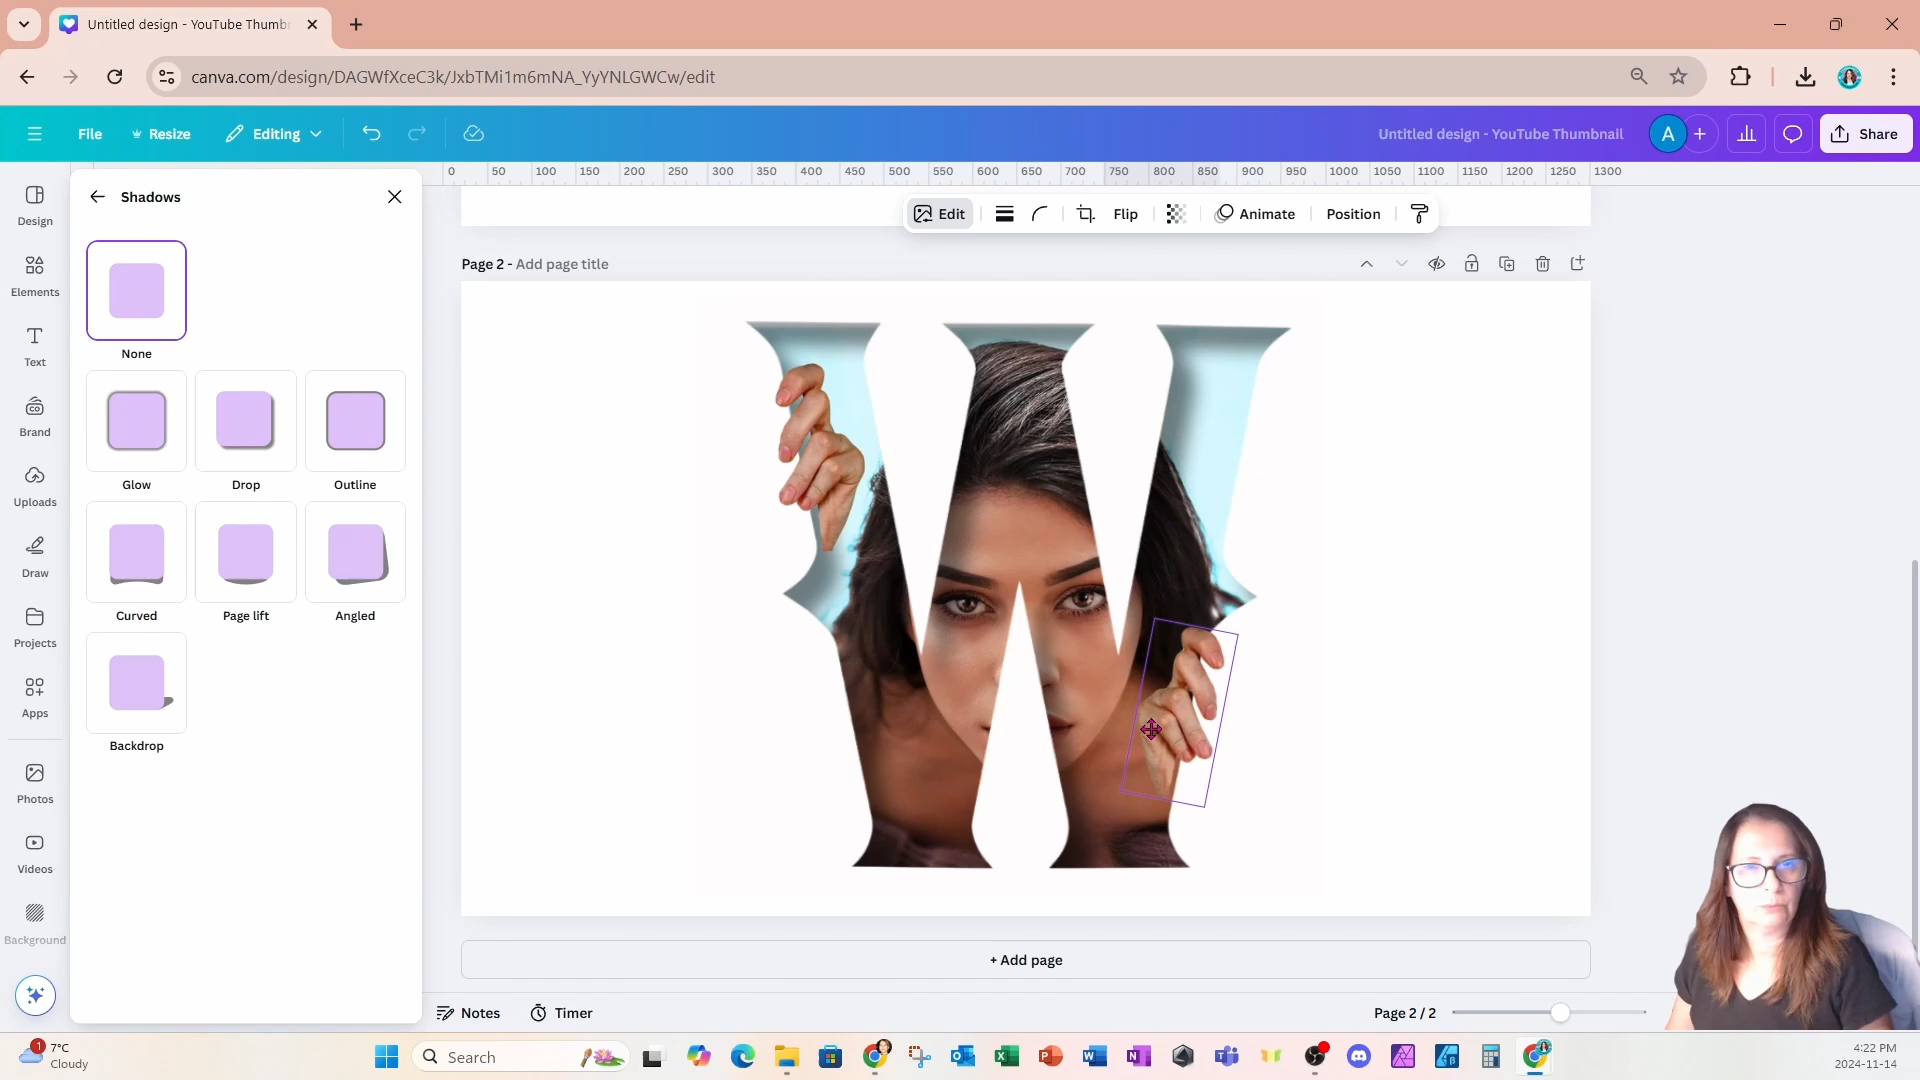 Untitled design - YouTube Thumbn
canva.com/design/DAGWfXceC3k/JxbTMi1m6mNA_YyYNLGWCw/edit
File
Resize
Editing
Untitled design - YouTube Thumbnail
A
Share
0 50 100 150 200 250 300 350 400 450 500 550 600 650 700 750 800 850 900 950 1000 1050 1100 1150 1200 1250 1300
Design
Elements
Text
Brand
Uploads
Draw
Projects
Apps
Photos
Videos
Background
Shadows
None
Glow
Drop
Outline
Curved
Page lift
Angled
Backdrop
Edit
Flip
Animate
Position
Page 2 - Add page title
W
+ Add page
Notes
Timer
Page 2 / 2
1
7°C
Cloudy
Search
4:22 PM
2024-11-14